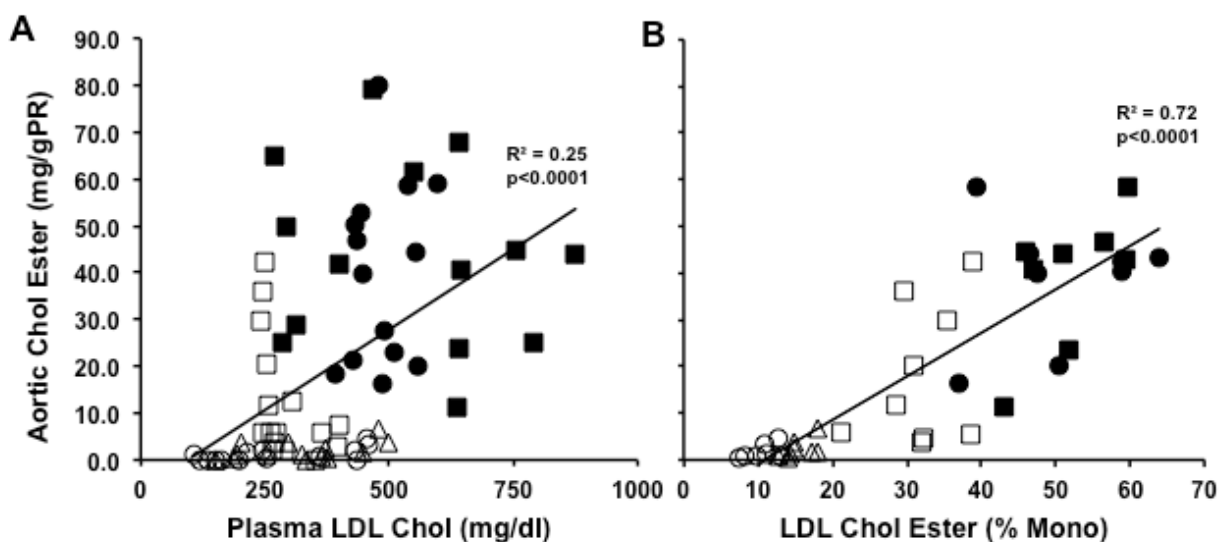 A
B
Aortic Chol Ester (mg/gPR)
90.0
80.0
70.0
60.0
50.0
40.0
30.0
20.0
10.0
0.0
R² = 0.25
p<0.0001
0 250 500 750 1000
Plasma LDL Chol (mg/dl)
R² = 0.72
p<0.0001
0 10 20 30 40 50 60 70
LDL Chol Ester (% Mono)